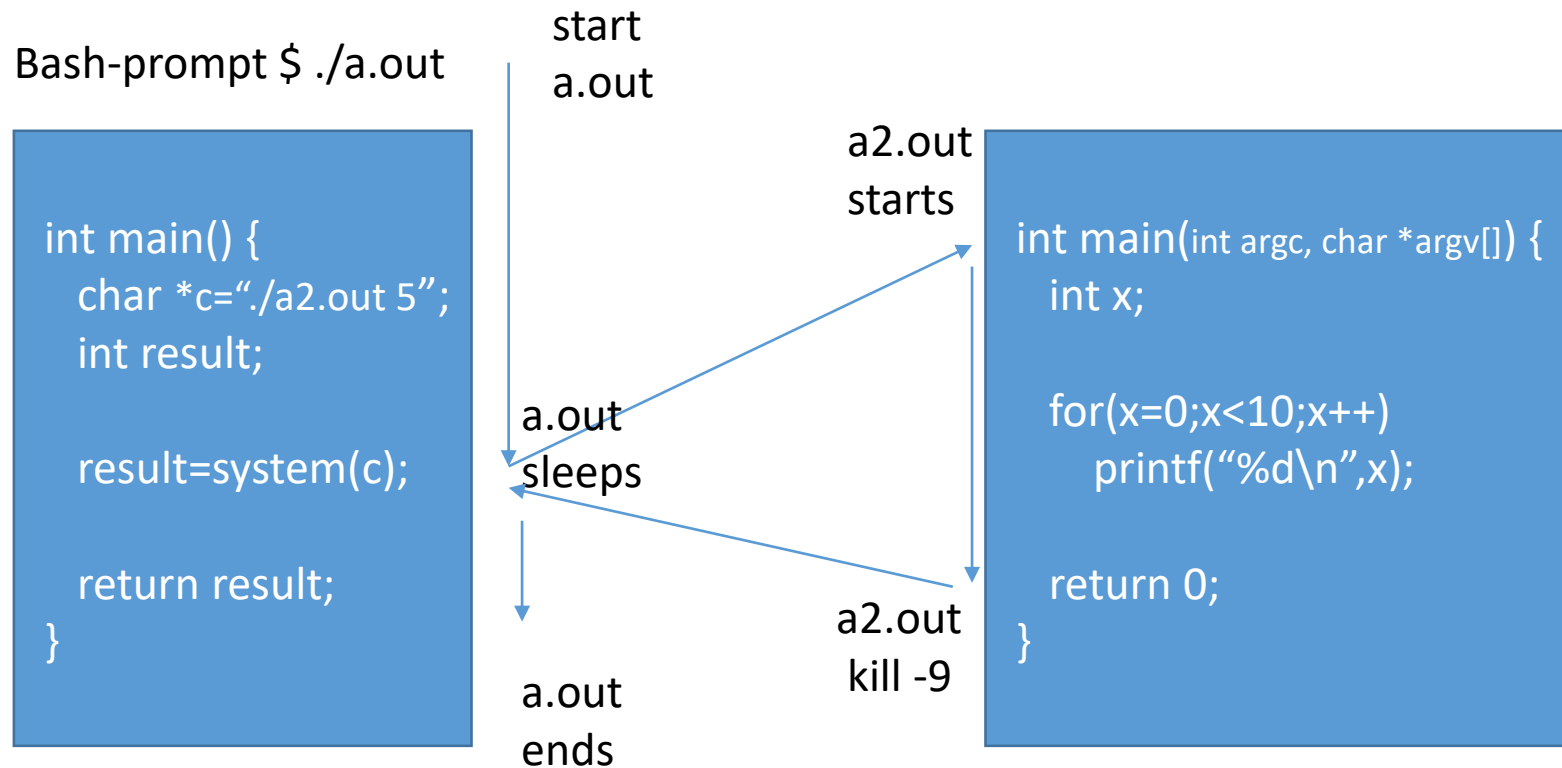 Bash-prompt $ ./a.out
start
a.out
int main() {
char *c=“./a2.out 5”;
int result;
result=system(c);
return result;
}
a.out
sleeps
a.out
ends
a2.out
starts
a2.out
kill -9
int main(int argc, char *argv[]) {
int x;
for(x=0;x<10;x++)
printf(“%d\n”,x);
return 0;
}